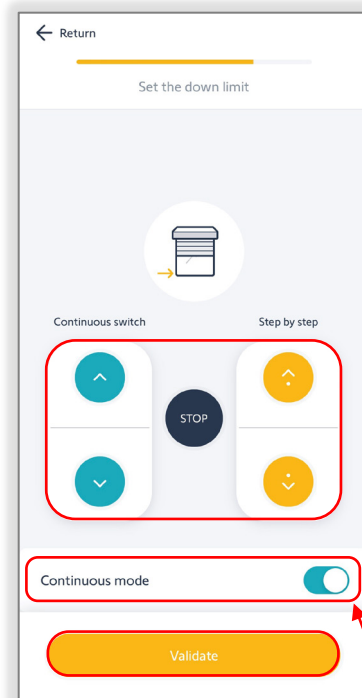 Return
Set the down limit
Continuous switch
Step by step
STOP
Continuous mode
Validate